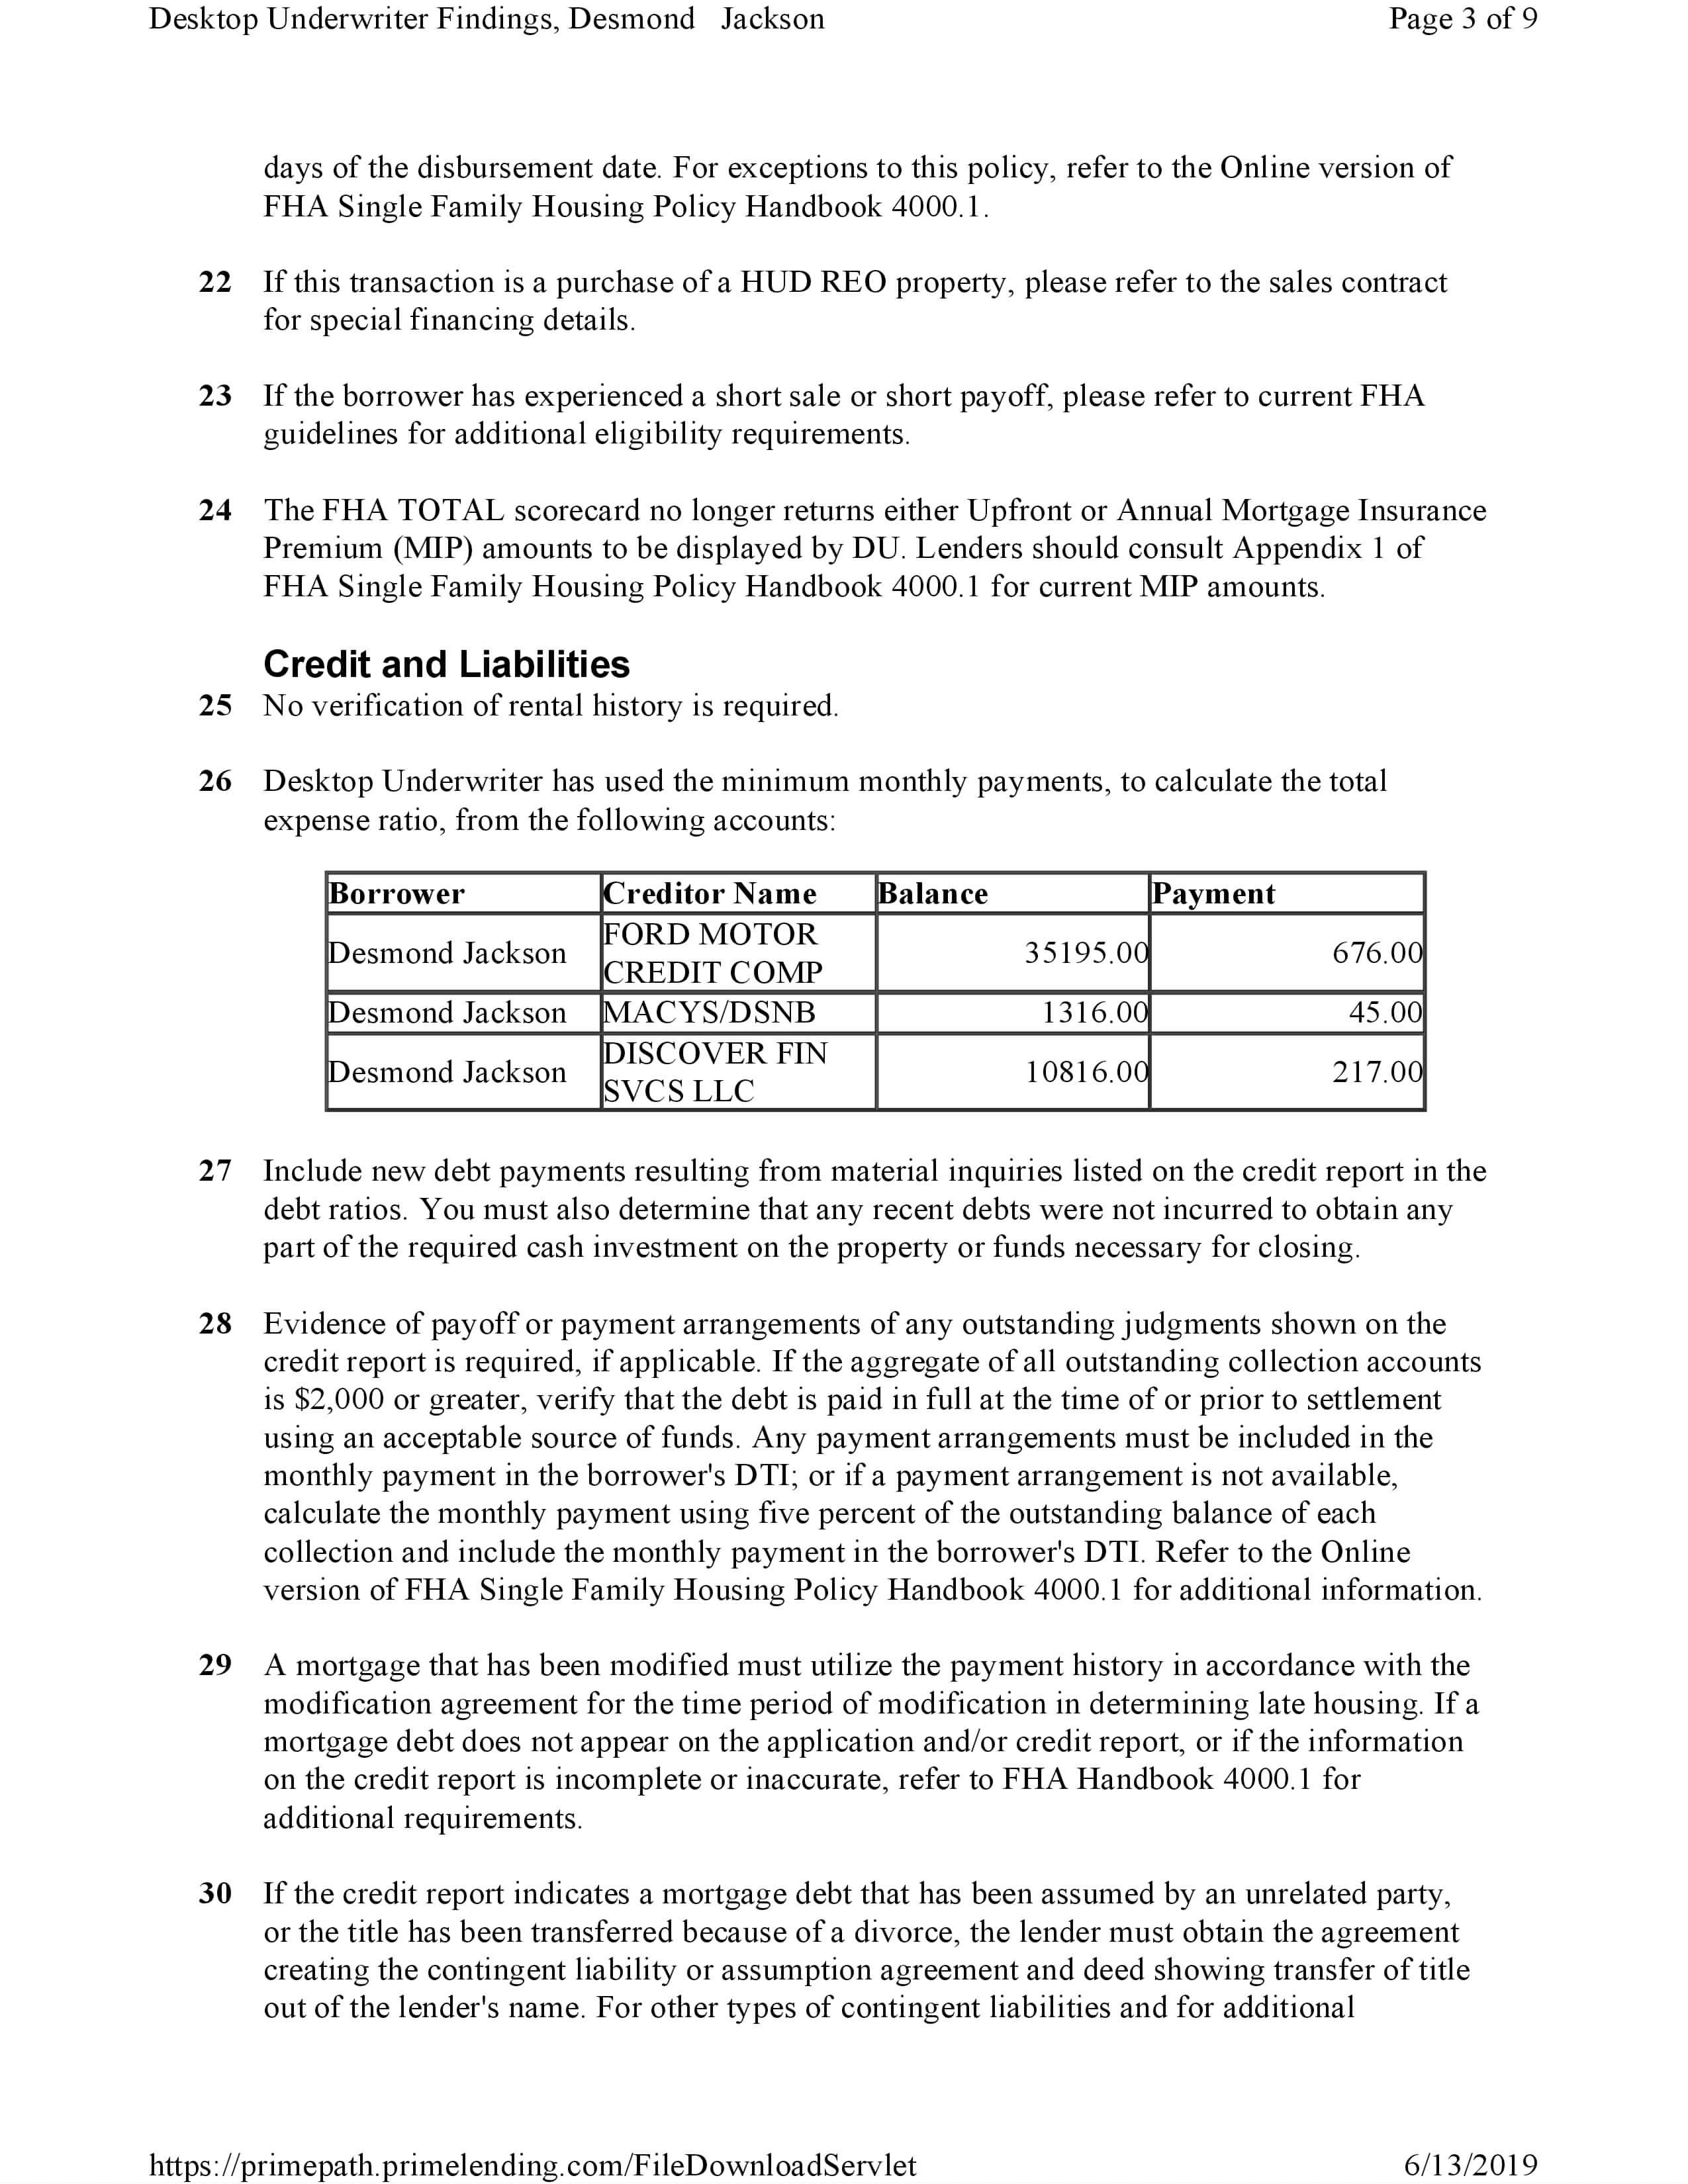 Desktop Underwriter Findings, Desmond Jackson Page 3 of 9
days of the disbursement date. For exceptions to this policy, refer to the Online version of
FHA Single Family Housing Policy Handbook 4000.1.
22 If this transaction is a purchase of a HUD REO property, please refer to the sales contract
for special financing details.
23 If the borrower has experienced a short sale or short payoff, please refer to current FHA
guidelines for additional eligibility requirements.
24 The FHA TOTAL scorecard no longer returns either Upfront or Annual Mortgage Insurance
Premium (MIP) amounts to be displayed by DU. Lenders should consult Appendix 1 of
FHA Single Family Housing Policy Handbook 4000.1 for current MIP amounts.
Credit and Liabilities
25 No verification of rental history is required.
26 Desktop Underwriter has used the minimum monthly payments, to calculate the total
expense ratio, from the following accounts:
Borrower Creditor Name Balance Payment
Desmond Jackson FORD MOTOR CREDIT COMP 35195.00 676.00
Desmond Jackson MACYS/DSNB 1316.00 45.00
Desmond Jackson DISCOVER FIN SVCS LLC 10816.00 217.00
27 Include new debt payments resulting from material inquiries listed on the credit report in the
debt ratios. You must also determine that any recent debts were not incurred to obtain any
part of the required cash investment on the property or funds necessary for closing.
28 Evidence of payoff or payment arrangements of any outstanding judgments shown on the
credit report is required, if applicable. If the aggregate of all outstanding collection accounts
is $2,000 or greater, verify that the debt is paid in full at the time of or prior to settlement
using an acceptable source of funds. Any payment arrangements must be included in the
monthly payment in the borrower's DTI; or if a payment arrangement is not available,
calculate the monthly payment using five percent of the outstanding balance of each
collection and include the monthly payment in the borrower's DTI. Refer to the Online
version of FHA Single Family Housing Policy Handbook 4000.1 for additional information.
29 A mortgage that has been modified must utilize the payment history in accordance with the
modification agreement for the time period of modification in determining late housing. If a
mortgage debt does not appear on the application and/or credit report, or if the information
on the credit report is incomplete or inaccurate, refer to FHA Handbook 4000.1 for
additional requirements.
30 If the credit report indicates a mortgage debt that has been assumed by an unrelated party,
or the title has been transferred because of a divorce, the lender must obtain the agreement
creating the contingent liability or assumption agreement and deed showing transfer of title
out of the lender's name. For other types of contingent liabilities and for additional
https://primepath.primelending.com/FileDownloadServlet 6/13/2019